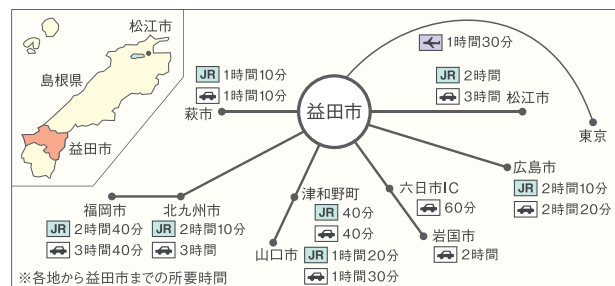 松江市
島根県
益田市
益田市
1時間30分
東京
JR 1時間10分
1時間10分
萩市
JR 2時間
3時間
松江市
広島市
JR 2時間10分
2時間20分
六日市IC
60分
岩国市
2時間
津和野町
JR 40分
40分
山口市
JR 1時間20分
1時間30分
北九州市
JR 2時間10分
3時間
福岡市
JR 2時間40分
3時間40分
※各地から益田市までの所要時間